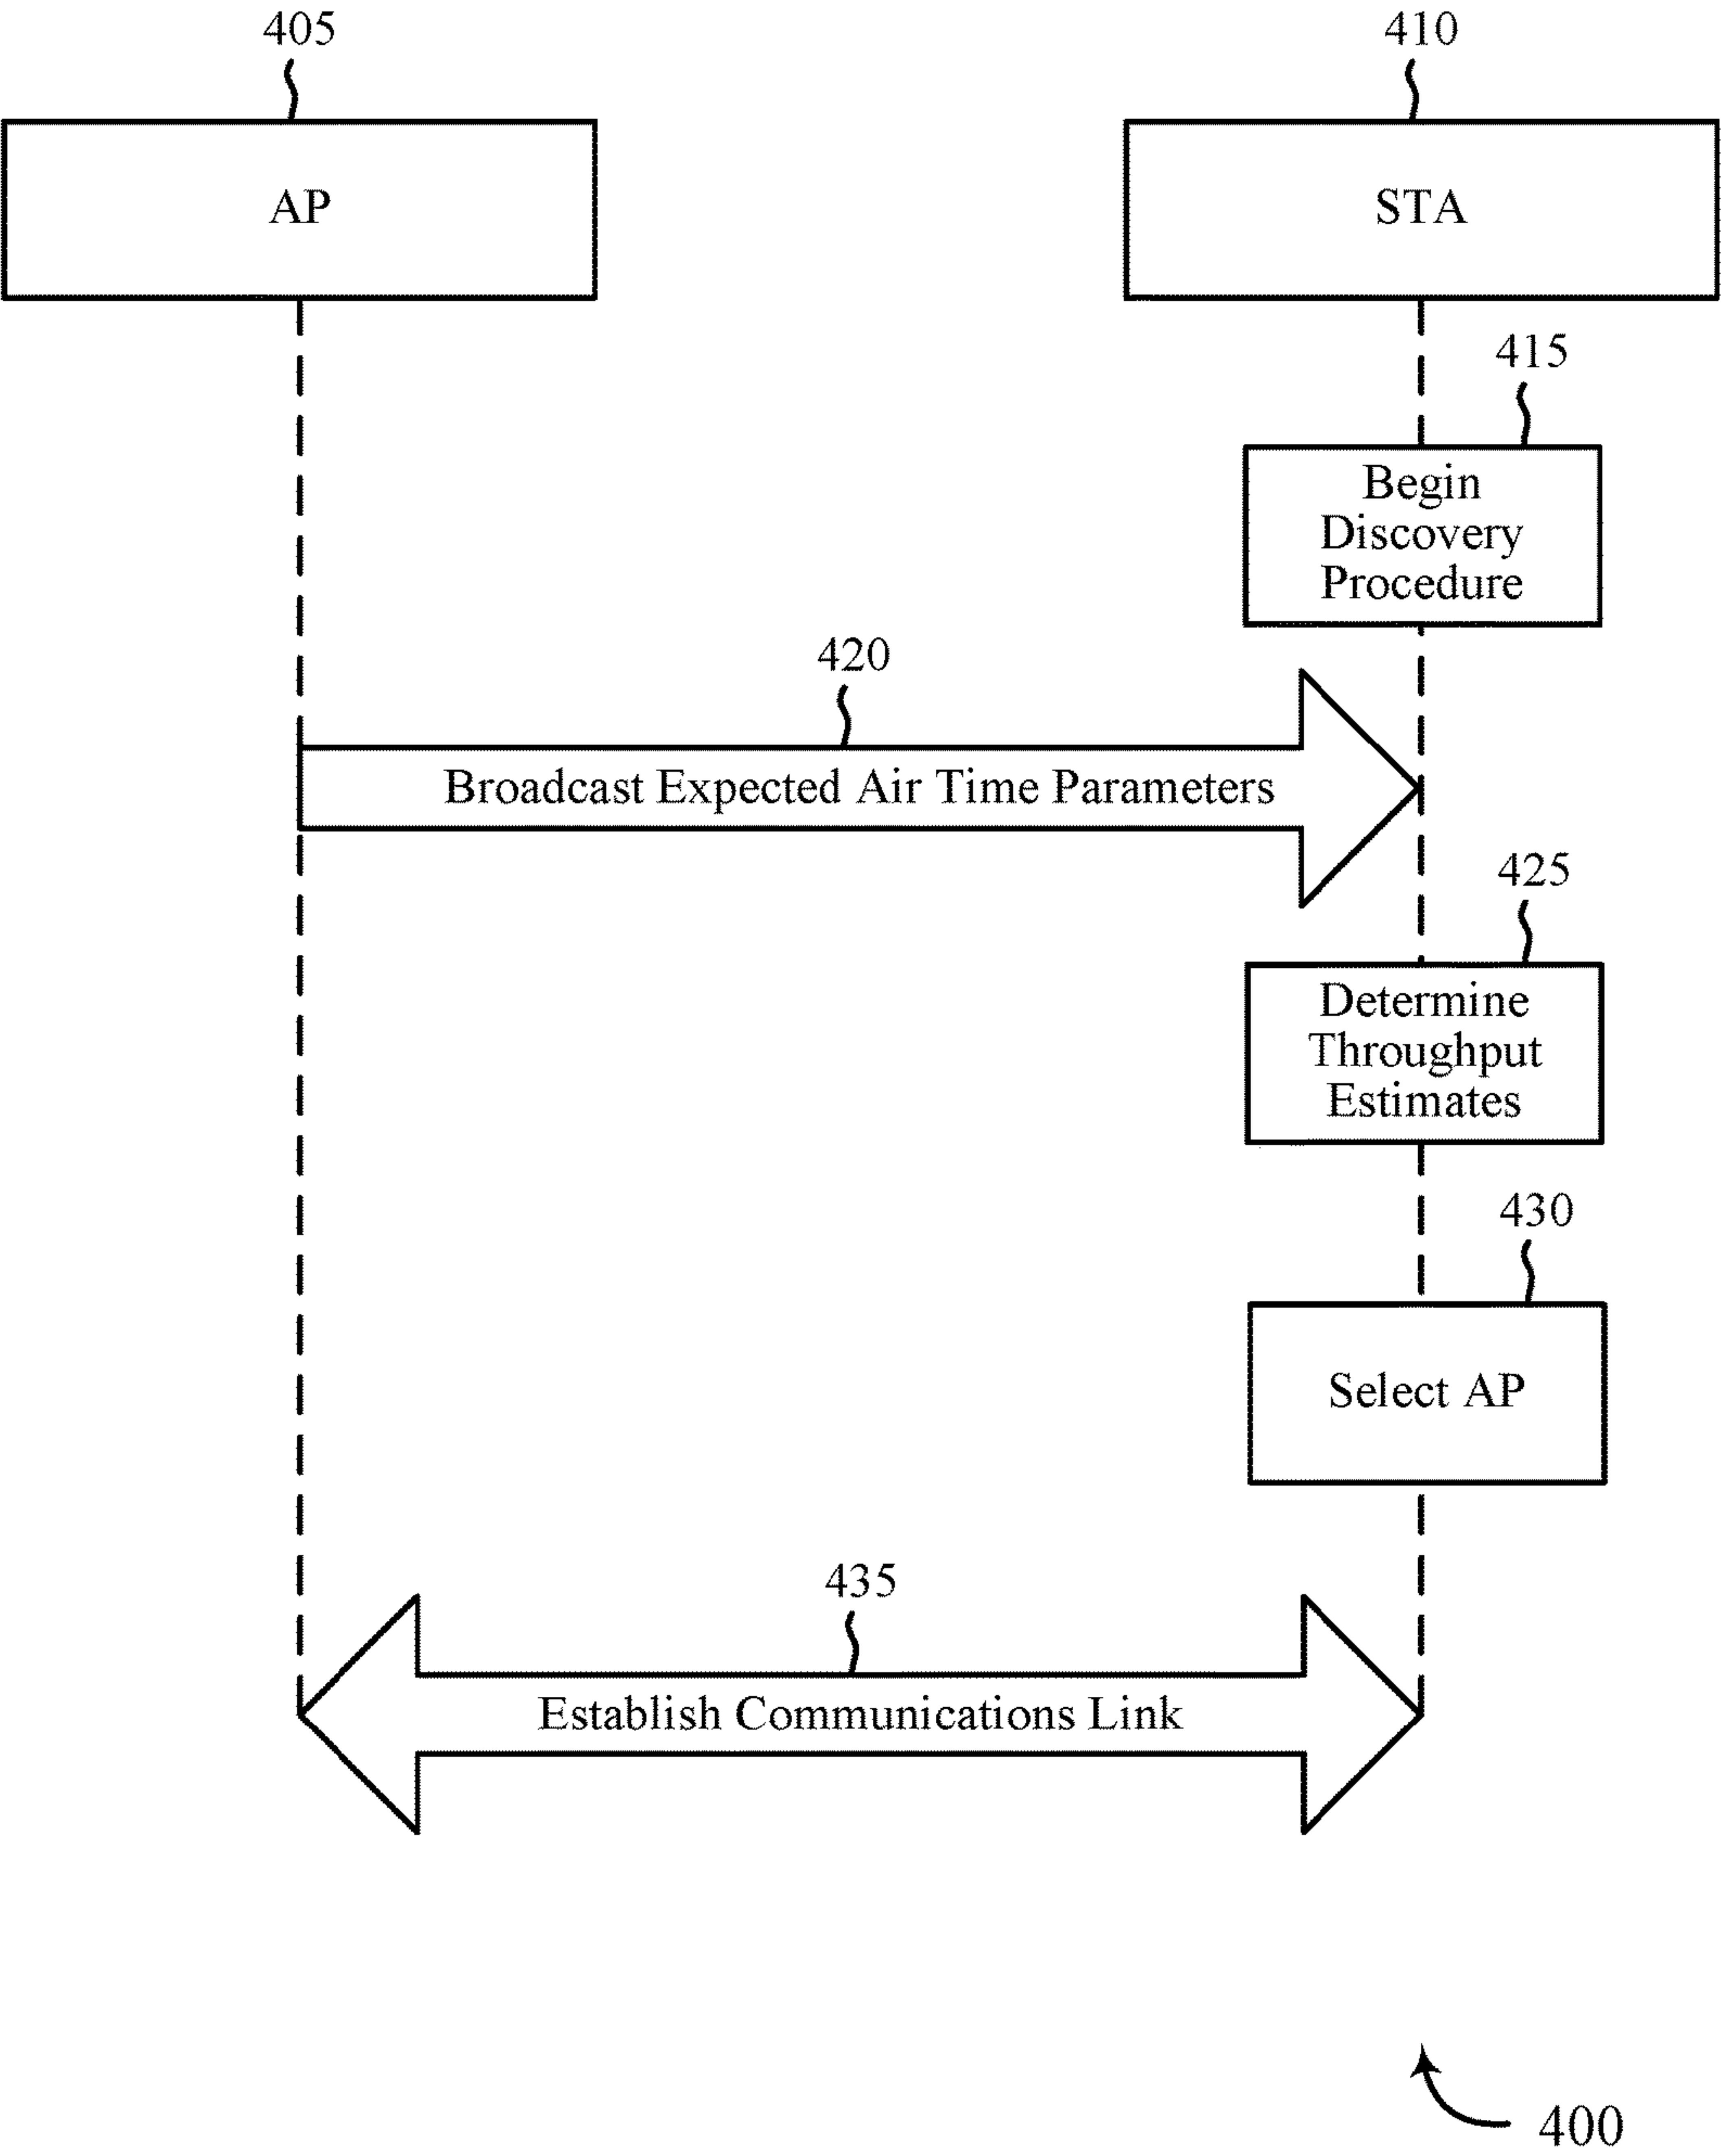 405
410
AP
STA
415
Begin
Discovery
Procedure
420
Broadcast Expected Air Time Parameters
425
Determine
Throughput
Estimates
430
Select AP
435
Establish Communications Link
400